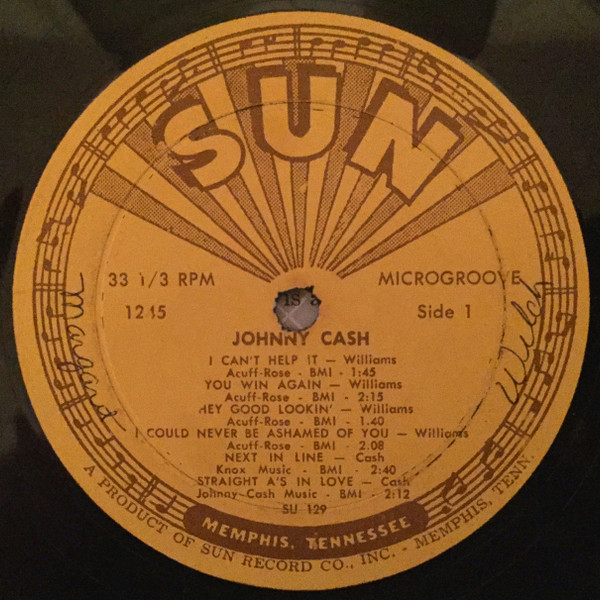 SUN
33 1/3 RPM
MICROGROOVE
1245
Side 1
JOHNNY CASH
I CAN'T HELP IT — Williams
Acuff-Rose - BMI - 1:45
YOU WIN AGAIN — Williams
Acuff-Rose - BMI - 2:15
HEY GOOD LOOKIN' — Williams
Acuff-Rose - BMI - 1.40
I COULD NEVER BE ASHAMED OF YOU — Williams
Acuff-Rose - BMI - 2.08
NEXT IN LINE — Cash
Knox Music - BMI - 2:40
STRAIGHT A'S IN LOVE — Cash
Johnny Cash Music - BMI - 2:12
SU 129
MEMPHIS, TENNESSEE
A PRODUCT OF SUN RECORD CO., INC. - MEMPHIS, TENN.
Margaret
Welch